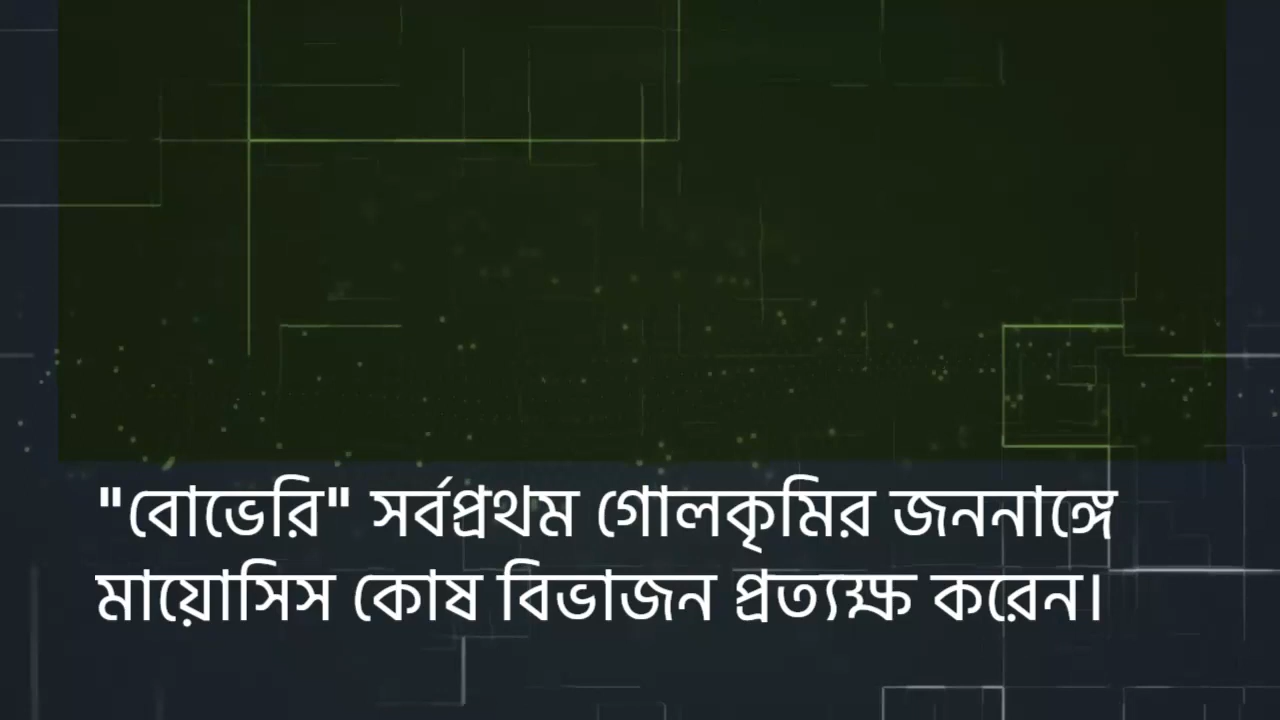 "বোভেরি" সর্বপ্রথম গোলকৃমির জননাঙ্গে
মায়োসিস কোষ বিভাজন প্রত্যক্ষ করেন।